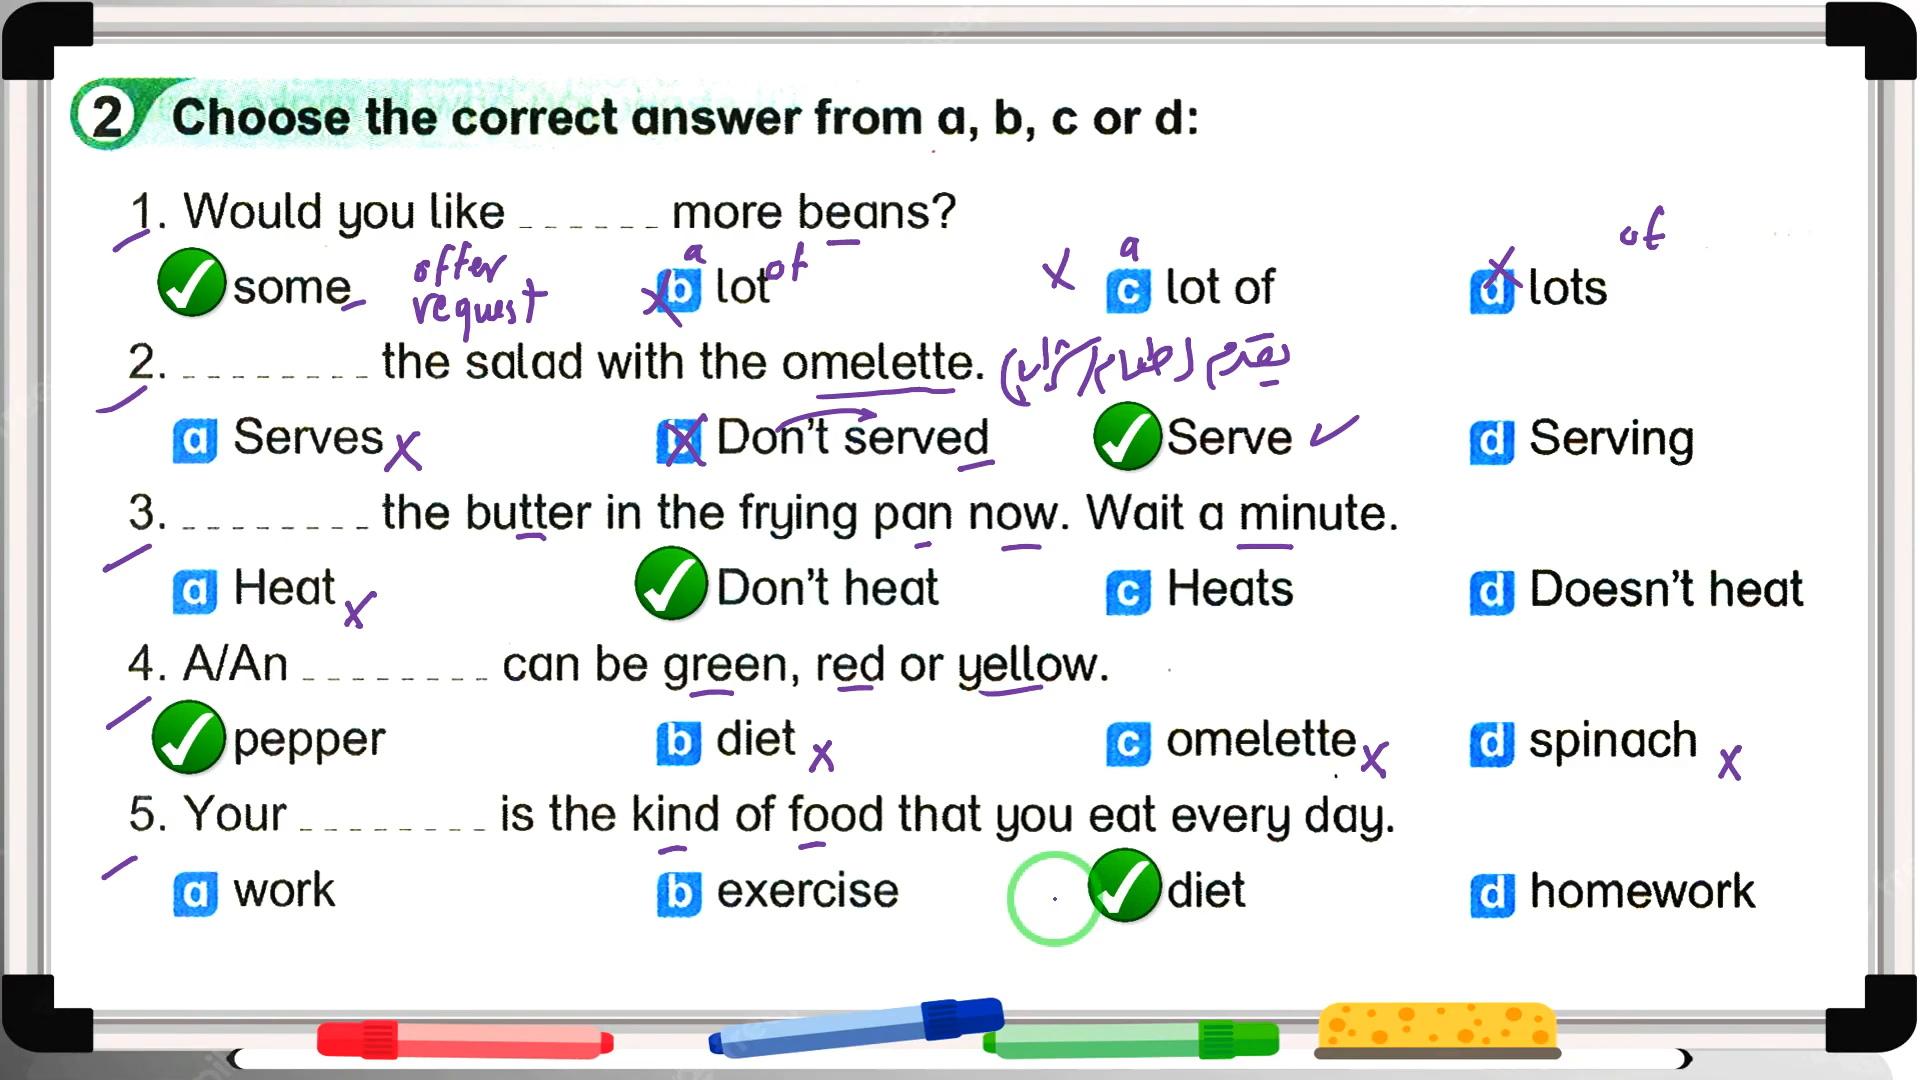 2 Choose the correct answer from a, b, c or d:
1. Would you like ______ more beans?
of
some offer request b a lot of c a lot of d lots
2. ________ the salad with the omelette. (يقدم (طعام/شراب
a Serves b Don't served Serve d Serving
3. ________ the butter in the frying pan now. Wait a minute.
a Heat Don't heat c Heats d Doesn't heat
4. A/An ________ can be green, red or yellow.
pepper b diet c omelette d spinach
5. Your ________ is the kind of food that you eat every day.
a work b exercise diet d homework